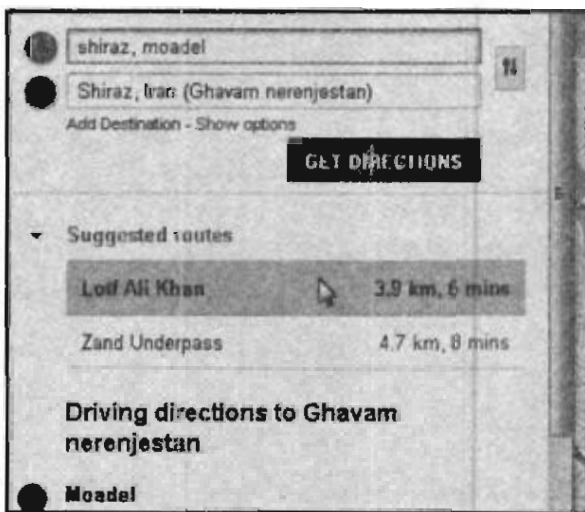 shiraz, moadel
Shiraz, Iran (Ghavam nerenjestan)
Add Destination - Show options
GET DIRECTIONS
Suggested routes
Lotf Ali Khan 3.9 km, 6 mins
Zand Underpass 4.7 km, 8 mins
Driving directions to Ghavam
nerenjestan
Moadel